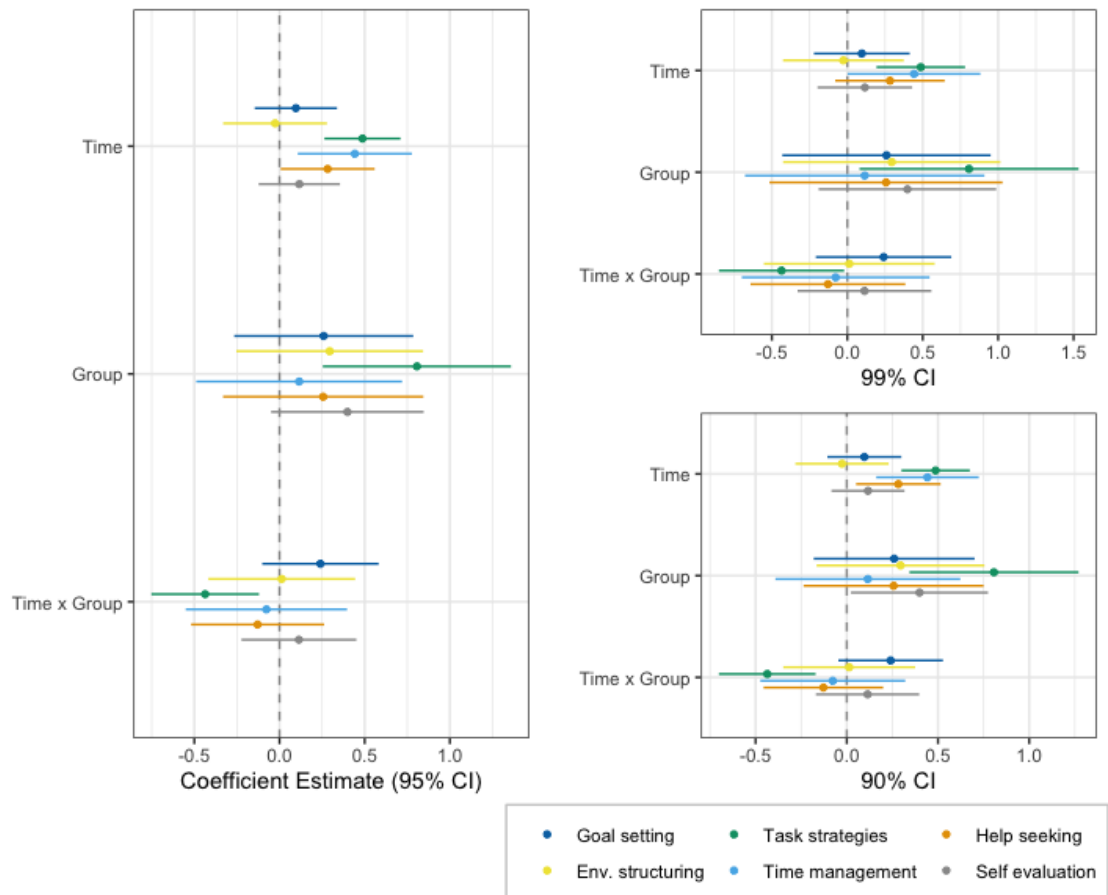 Time
Group
Time x Group
-0.5 0.0 0.5 1.0
Coefficient Estimate (95% CI)
Time
Group
Time x Group
-0.5 0.0 0.5 1.0 1.5
99% CI
Time
Group
Time x Group
-0.5 0.0 0.5 1.0
90% CI
Goal setting Task strategies Help seeking
Env. structuring Time management Self evaluation